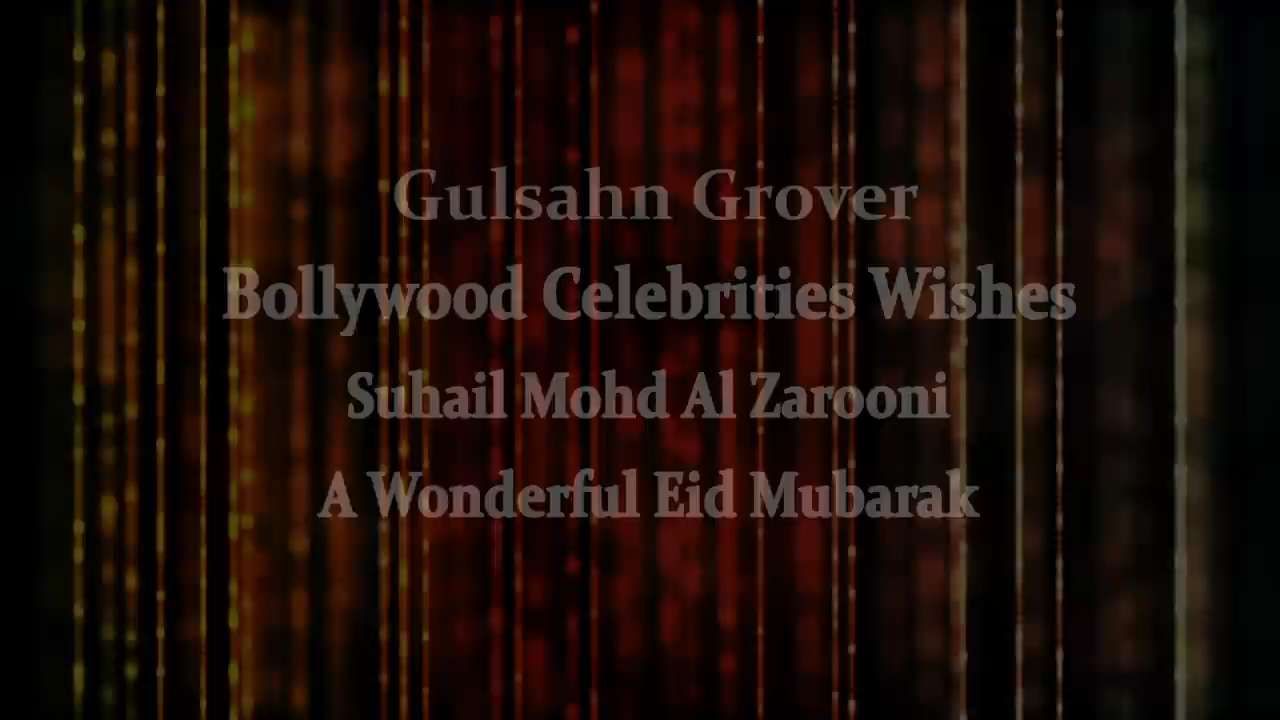 Gulsahn Grover
Bollywood Celebrities Wishes
Suhail Mohd Al Zarooni
A Wonderful Eid Mubarak